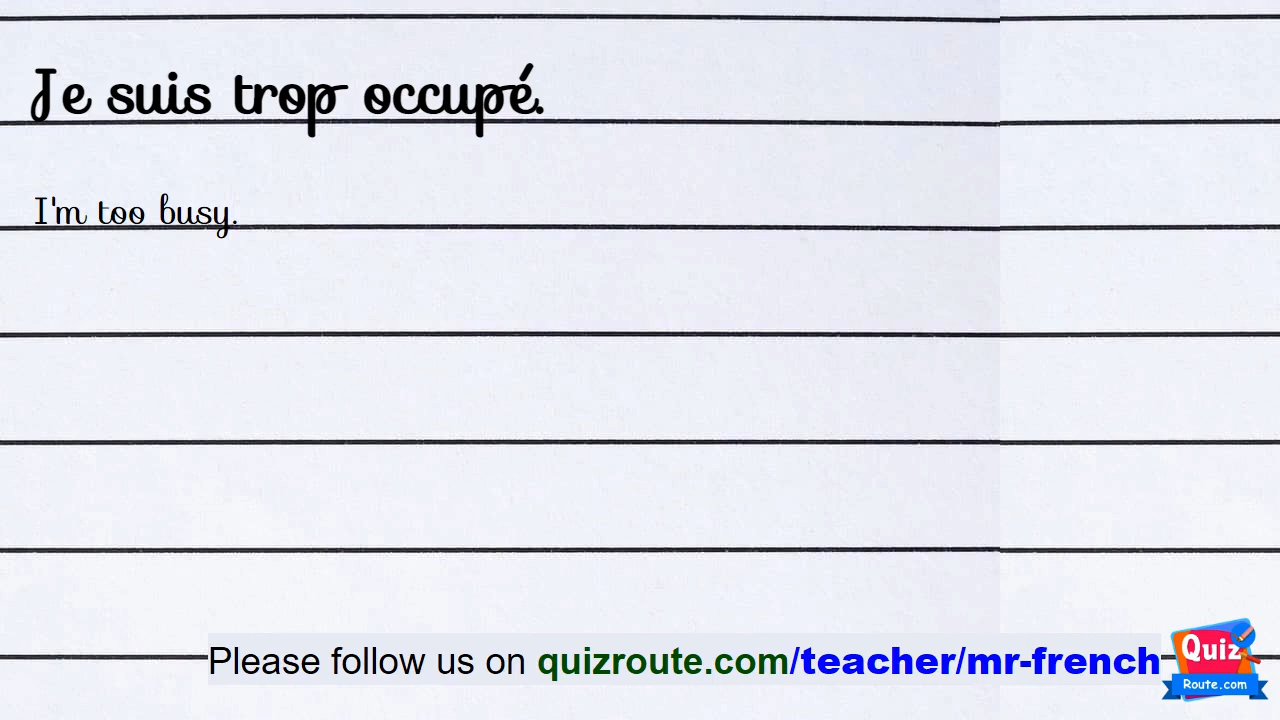 Je suis trop occupé.
I'm too busy.
Please follow us on quizroute.com/teacher/mr-french
Quiz
Route.com